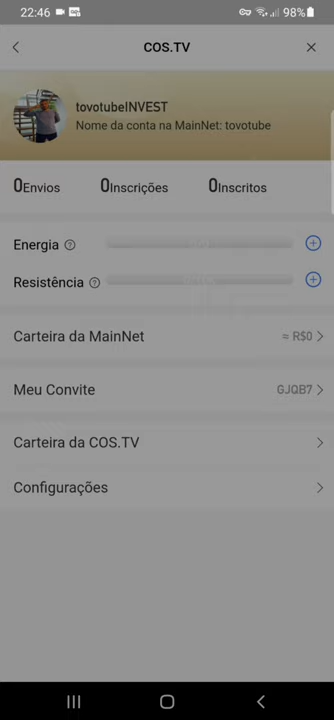 22:46 98%
COS.TV
tovotubeINVEST
Nome da conta na MainNet: tovotube
0Envios 0Inscrições 0Inscritos
Energia
Resistência
Carteira da MainNet ≈ R$0
Meu Convite GJQB7
Carteira da COS.TV
Configurações